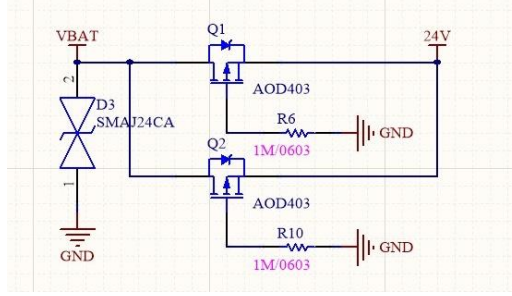 Q1
VBAT
24V
2
AOD403
D3
SMAJ24CA
R6
GND
1M/0603
Q2
1
AOD403
R10
GND
GND
1M/0603